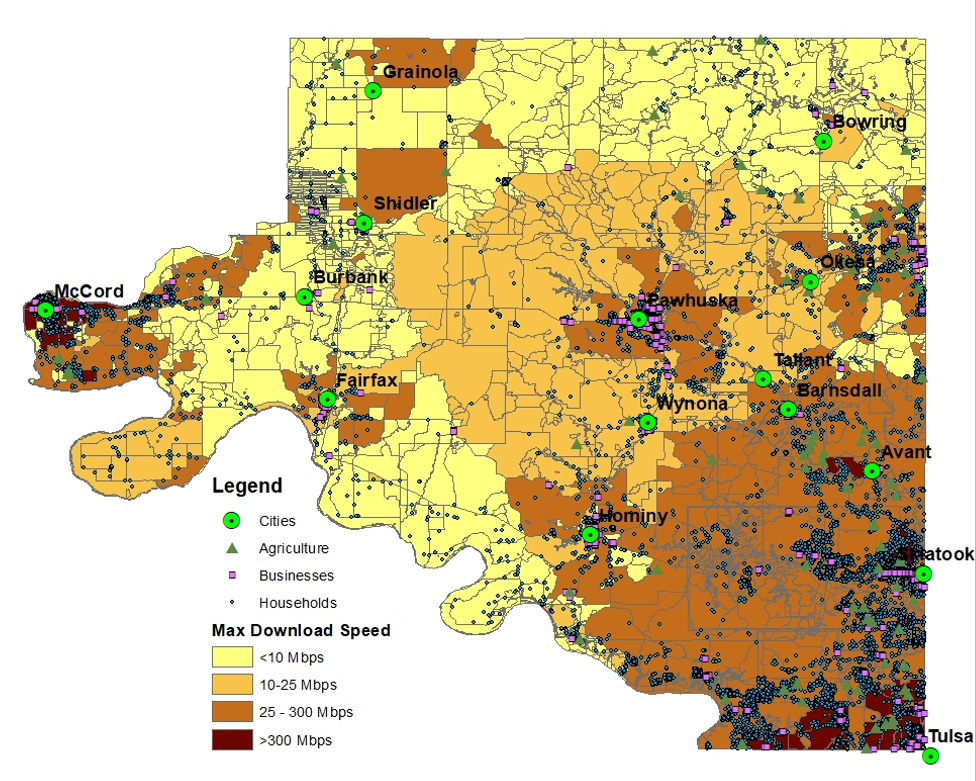 Grainola
Bowring
Shidler
Okesa
Burbank
McCord
Pawhuska
Tallant
Fairfax
Barnsdall
Wynona
Avant
Hominy
Skiatook
Tulsa
Legend
Cities
Agriculture
Businesses
Households
Max Download Speed
<10 Mbps
10-25 Mbps
25 - 300 Mbps
>300 Mbps